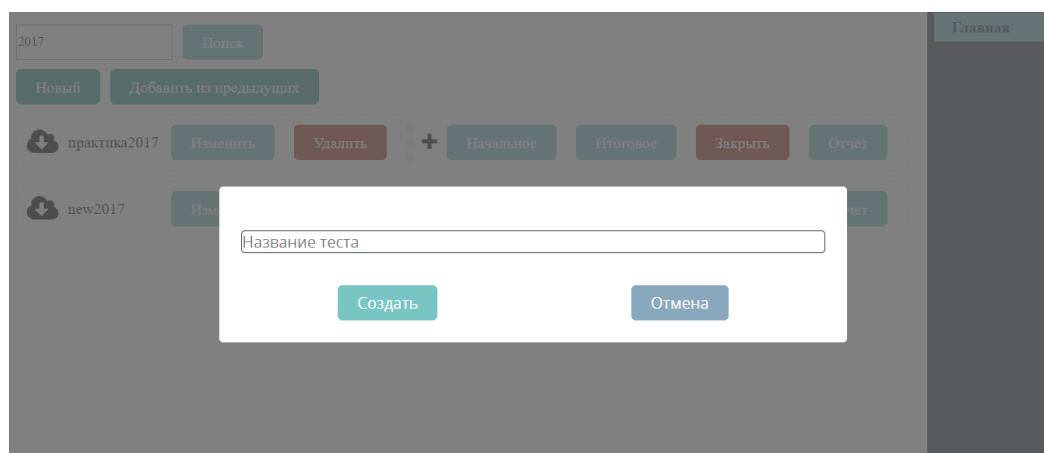 2017 Поиск Главная
Новый Добавить из предыдущих
практика2017 Изменить Удалить Начальное Итоговое Закрыть Отчет
new2017
Название теста
Создать Отмена